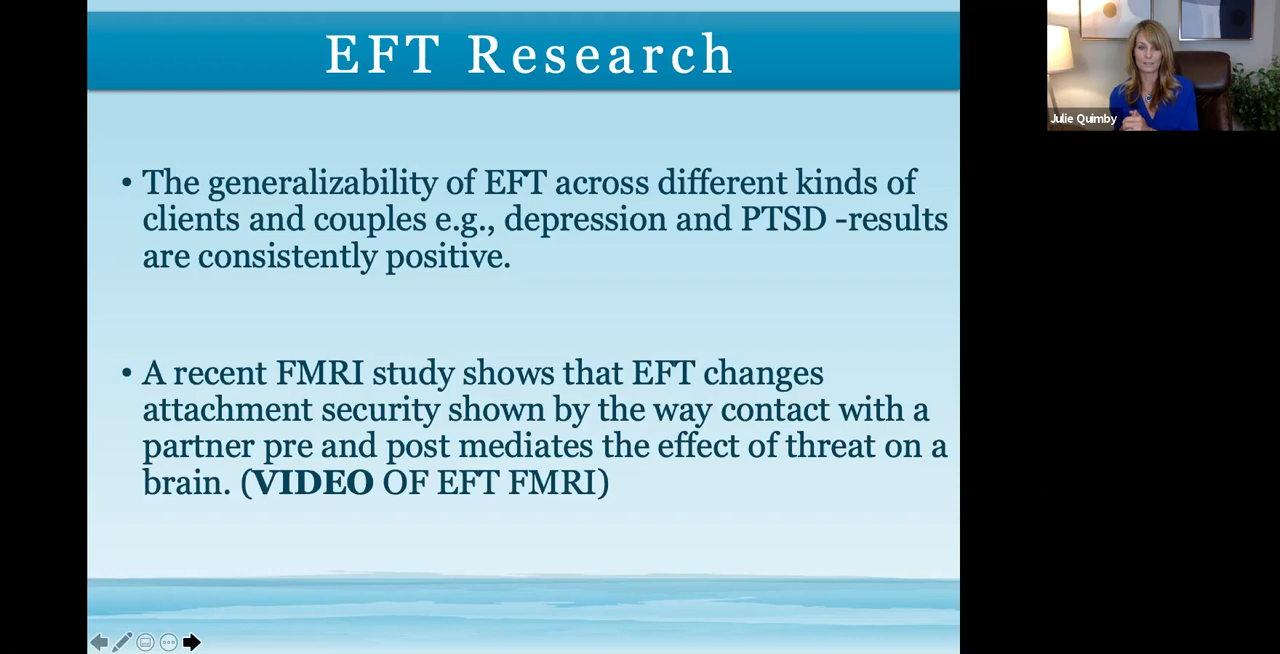 EFT Research
Julie Quimby
• The generalizability of EFT across different kinds of
clients and couples e.g., depression and PTSD -results
are consistently positive.
• A recent FMRI study shows that EFT changes
attachment security shown by the way contact with a
partner pre and post mediates the effect of threat on a
brain. (VIDEO OF EFT FMRI)